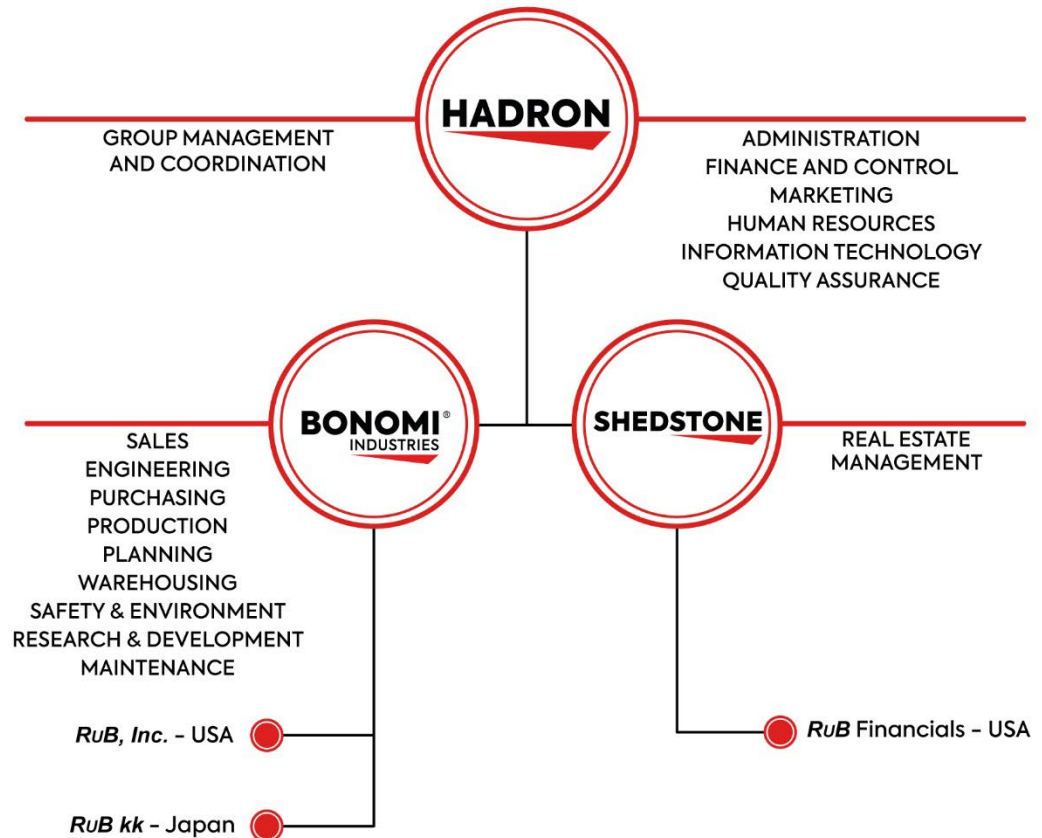 HADRON
GROUP MANAGEMENT
AND COORDINATION
ADMINISTRATION
FINANCE AND CONTROL
MARKETING
HUMAN RESOURCES
INFORMATION TECHNOLOGY
QUALITY ASSURANCE
BONOMI®
INDUSTRIES
SALES
ENGINEERING
PURCHASING
PRODUCTION
PLANNING
WAREHOUSING
SAFETY & ENVIRONMENT
RESEARCH & DEVELOPMENT
MAINTENANCE
SHEDSTONE
REAL ESTATE
MANAGEMENT
RUB, Inc. - USA
RUB kk - Japan
RUB Financials - USA